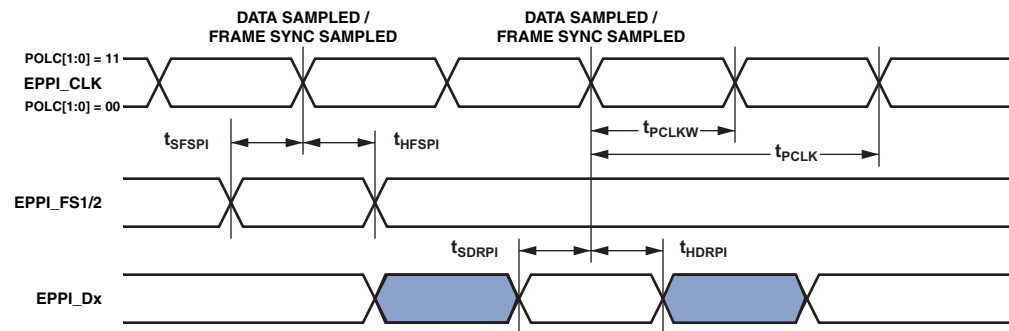 DATA SAMPLED /
FRAME SYNC SAMPLED
DATA SAMPLED /
FRAME SYNC SAMPLED
POLC[1:0] = 11
EPPI_CLK
POLC[1:0] = 00
tSFSPI
tHFSPI
tPCLKW
tPCLK
EPPI_FS1/2
tSDRPI
tHDRPI
EPPI_Dx